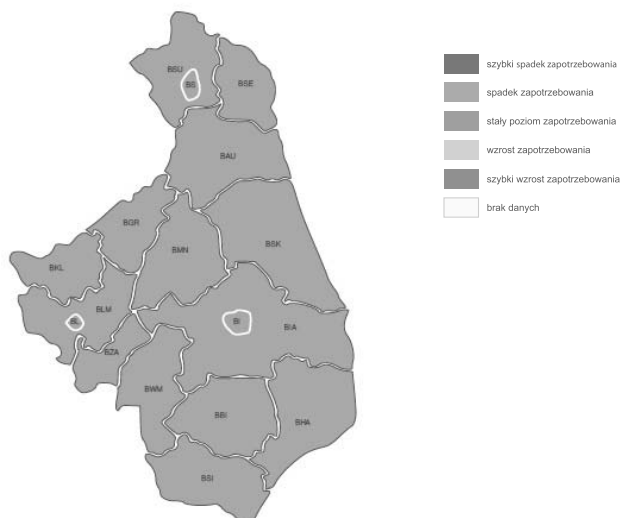 BSU
BS
BSE
BAU
BGR
BMN
BSK
BKL
BLM
BL
BI
BIA
BZA
BWM
BBI
BHA
BSI
szybki spadek zapotrzebowania
spadek zapotrzebowania
stały poziom zapotrzebowania
wzrost zapotrzebowania
szybki wzrost zapotrzebowania
brak danych